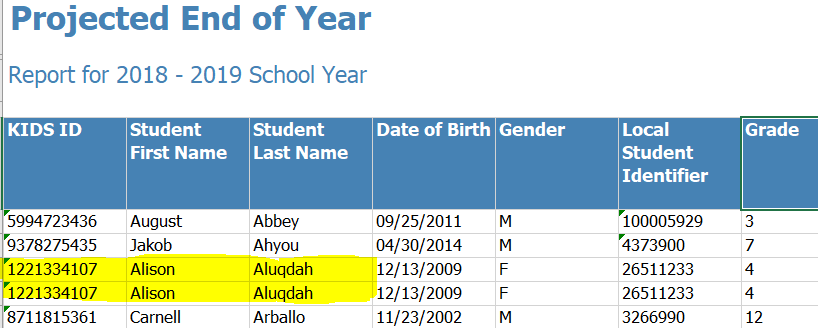 Projected End of Year
Report for 2018 - 2019 School Year
KIDS ID Student First Name Student Last Name Date of Birth Gender Local Student Identifier Grade
5994723436 August Abbey 09/25/2011 M 100005929 3
9378275435 Jakob Ahyou 04/30/2014 M 4373900 7
1221334107 Alison Aluqdah 12/13/2009 F 26511233 4
1221334107 Alison Aluqdah 12/13/2009 F 26511233 4
8711815361 Carnell Arballo 11/23/2002 M 3266990 12